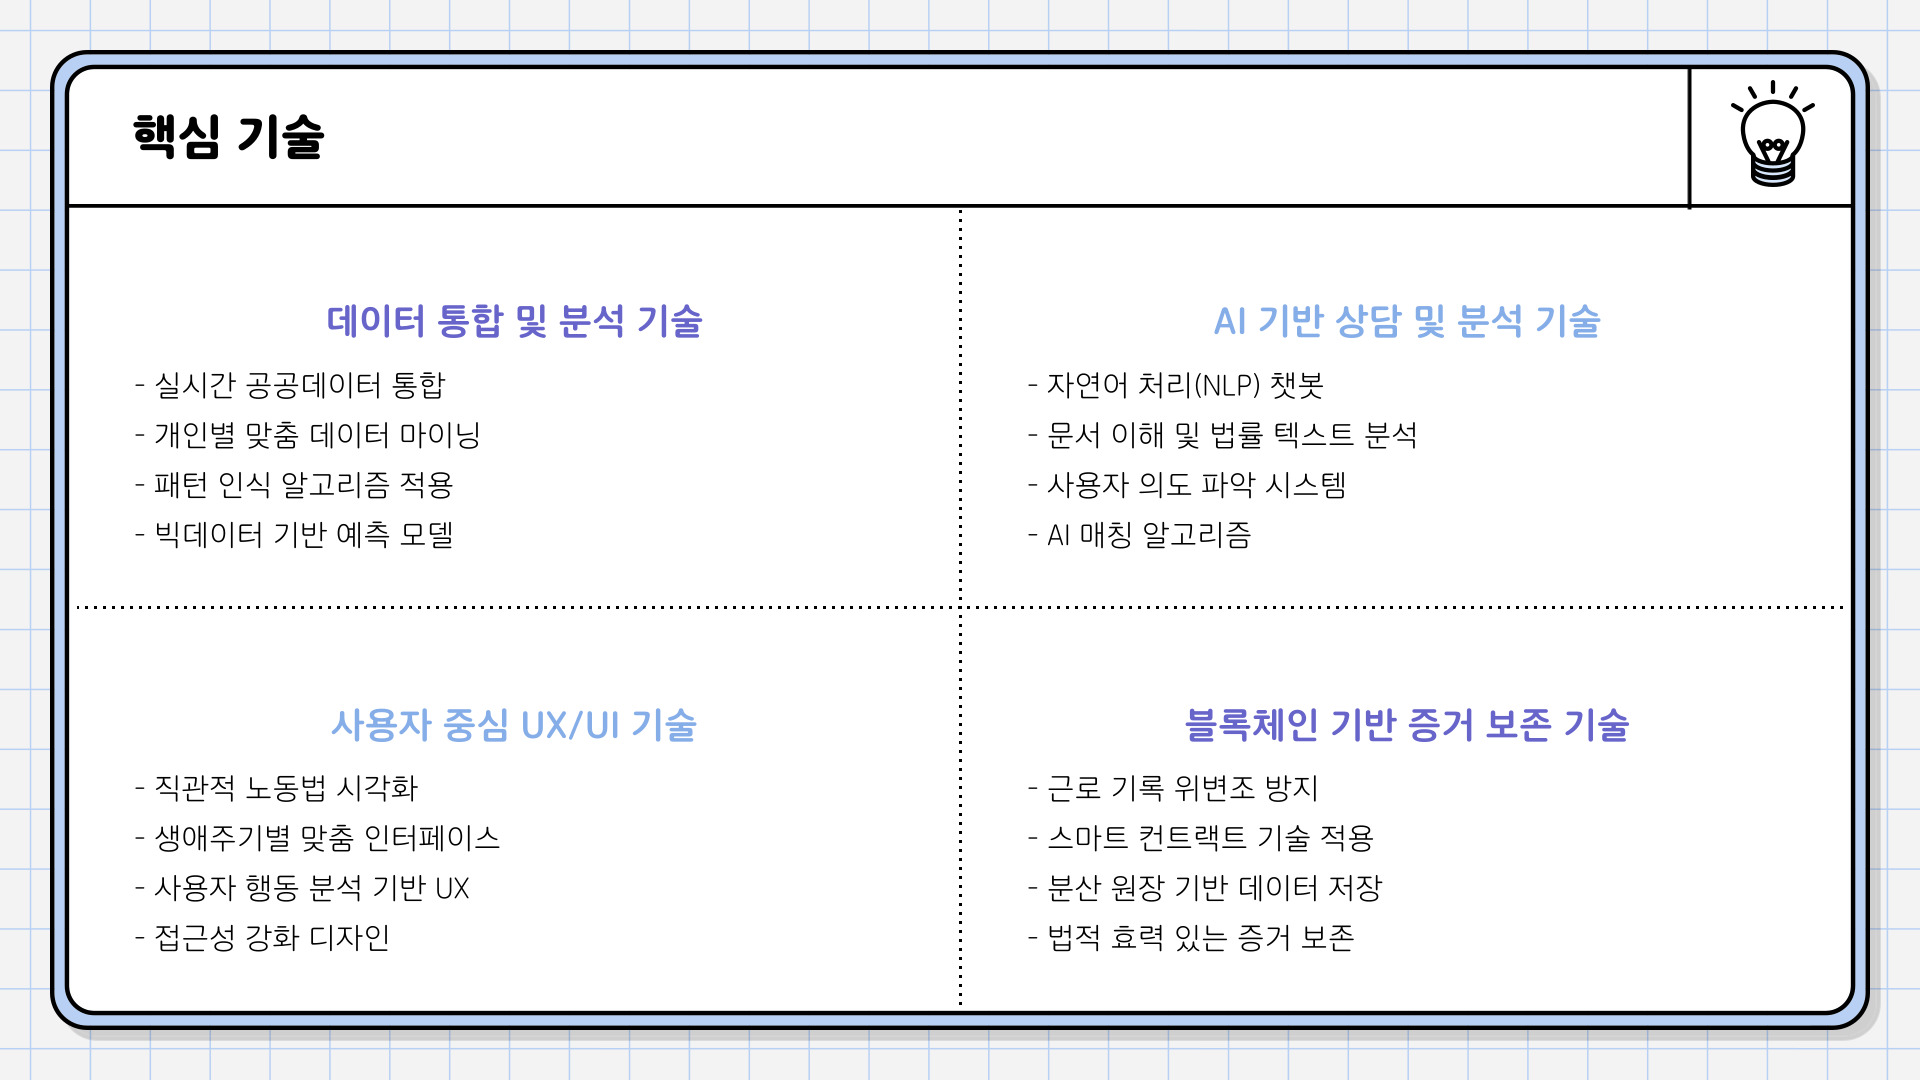 핵심 기술
데이터 통합 및 분석 기술
- 실시간 공공데이터 통합
- 개인별 맞춤 데이터 마이닝
- 패턴 인식 알고리즘 적용
- 빅데이터 기반 예측 모델
AI 기반 상담 및 분석 기술
- 자연어 처리(NLP) 챗봇
- 문서 이해 및 법률 텍스트 분석
- 사용자 의도 파악 시스템
- AI 매칭 알고리즘
사용자 중심 UX/UI 기술
- 직관적 노동법 시각화
- 생애주기별 맞춤 인터페이스
- 사용자 행동 분석 기반 UX
- 접근성 강화 디자인
블록체인 기반 증거 보존 기술
- 근로 기록 위변조 방지
- 스마트 컨트랙트 기술 적용
- 분산 원장 기반 데이터 저장
- 법적 효력 있는 증거 보존